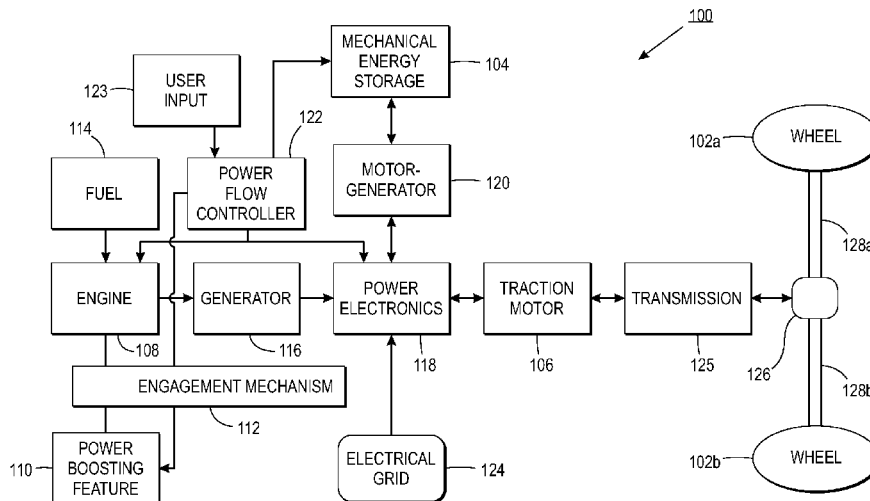 100
MECHANICAL
ENERGY
STORAGE
104
USER
INPUT
123
122
114
102a
WHEEL
FUEL
POWER
FLOW
CONTROLLER
MOTOR-
GENERATOR
120
128a
ENGINE
GENERATOR
POWER
ELECTRONICS
TRACTION
MOTOR
TRANSMISSION
108
116
118
106
125
126
128b
ENGAGEMENT MECHANISM
112
110
POWER
BOOSTING
FEATURE
ELECTRICAL
GRID
124
102b
WHEEL